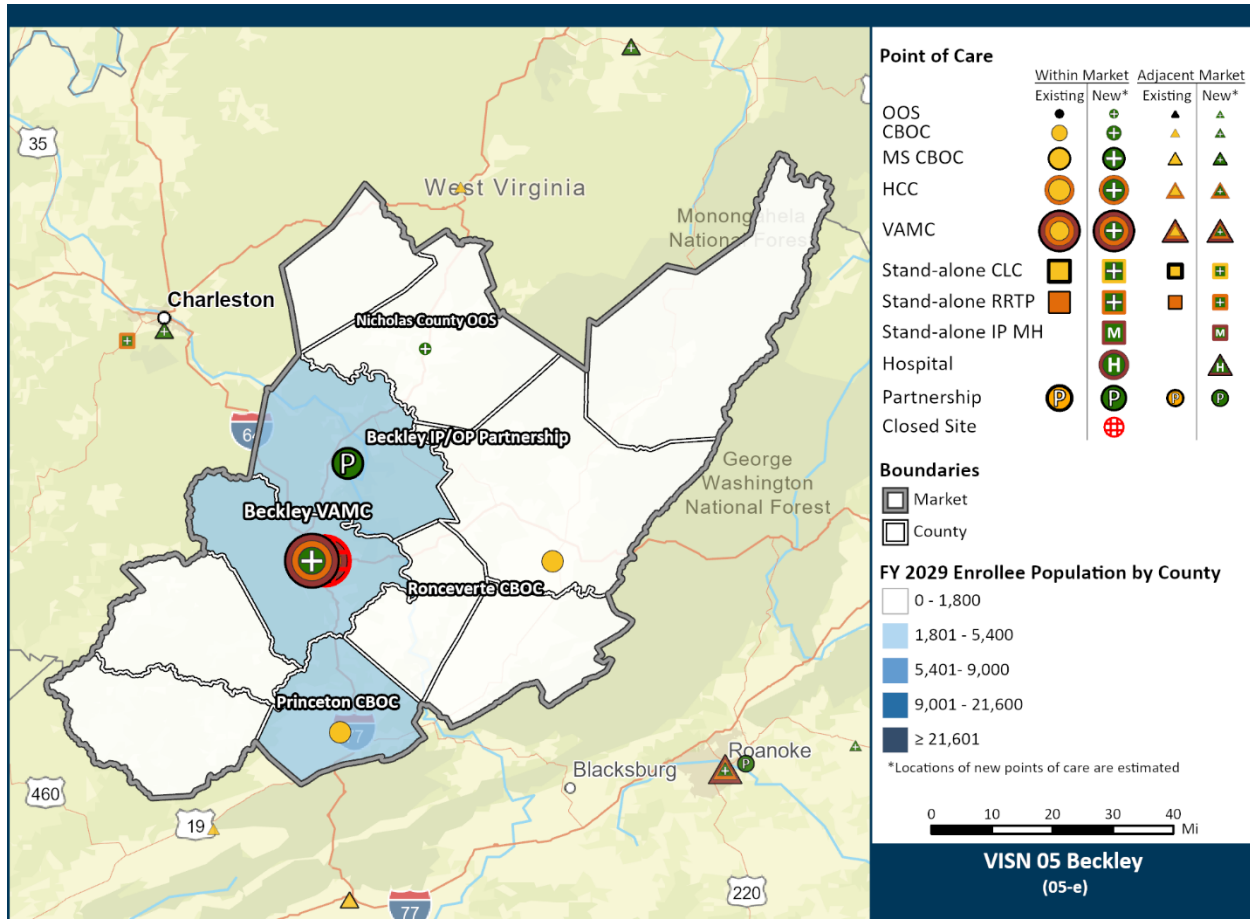 35
West Virginia
Monongahela
National Forest
Charleston
Nicholas County OOS
64
Beckley IP/OP Partnership
P
George
Washington
National Forest
Beckley VAMC
Ronceverte CBOC
Princeton CBOC
Roanoke
P
Blacksburg
460
19
77
220
Point of Care
Within Market Adjacent Market
Existing New* Existing New*
OOS
CBOC
MS CBOC
HCC
VAMC
Stand-alone CLC
Stand-alone RRTP
Stand-alone IP MH M M
Hospital H H
Partnership P P P P
Closed Site
Boundaries
Market
County
FY 2029 Enrollee Population by County
0 - 1,800
1,801 - 5,400
5,401- 9,000
9,001 - 21,600
≥ 21,601
*Locations of new points of care are estimated
0 10 20 30 40
Mi
VISN 05 Beckley
(05-e)